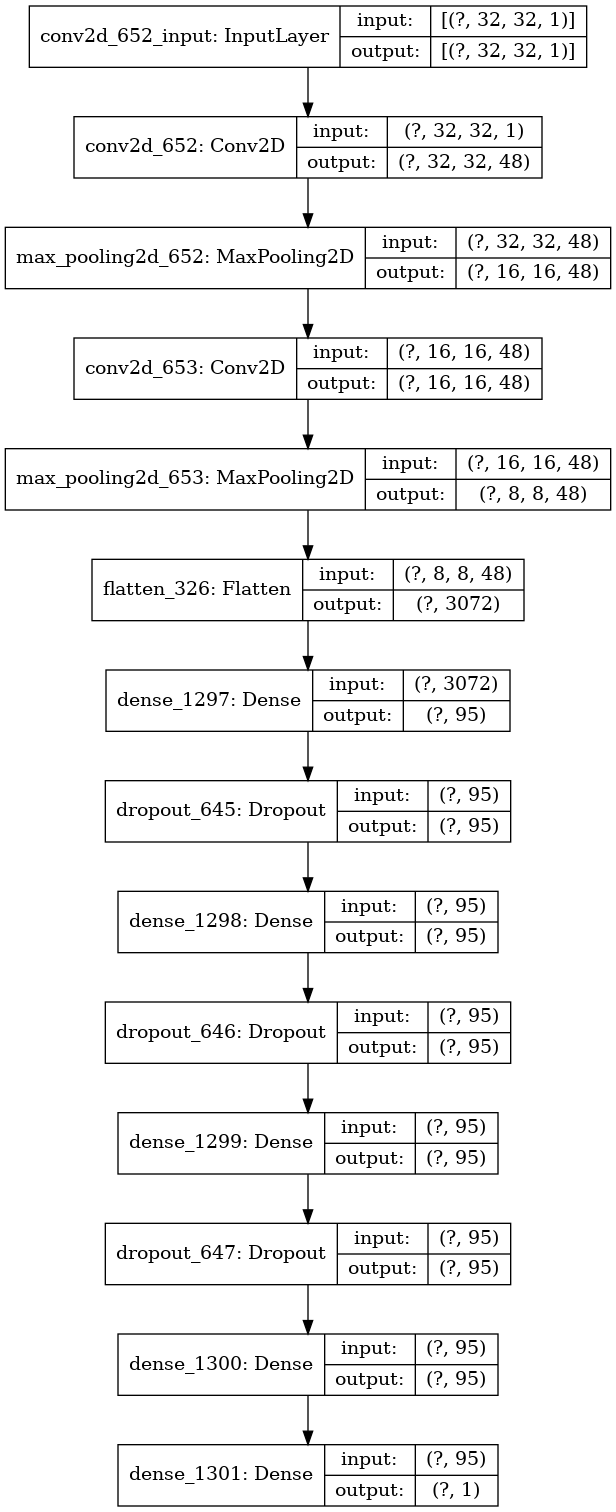 conv2d_652_input: InputLayer
input: [(?, 32, 32, 1)]
output: [(?, 32, 32, 1)]
conv2d_652: Conv2D
input: (?, 32, 32, 1)
output: (?, 32, 32, 48)
max_pooling2d_652: MaxPooling2D
input: (?, 32, 32, 48)
output: (?, 16, 16, 48)
conv2d_653: Conv2D
input: (?, 16, 16, 48)
output: (?, 16, 16, 48)
max_pooling2d_653: MaxPooling2D
input: (?, 16, 16, 48)
output: (?, 8, 8, 48)
flatten_326: Flatten
input: (?, 8, 8, 48)
output: (?, 3072)
dense_1297: Dense
input: (?, 3072)
output: (?, 95)
dropout_645: Dropout
input: (?, 95)
output: (?, 95)
dense_1298: Dense
input: (?, 95)
output: (?, 95)
dropout_646: Dropout
input: (?, 95)
output: (?, 95)
dense_1299: Dense
input: (?, 95)
output: (?, 95)
dropout_647: Dropout
input: (?, 95)
output: (?, 95)
dense_1300: Dense
input: (?, 95)
output: (?, 95)
dense_1301: Dense
input: (?, 95)
output: (?, 1)